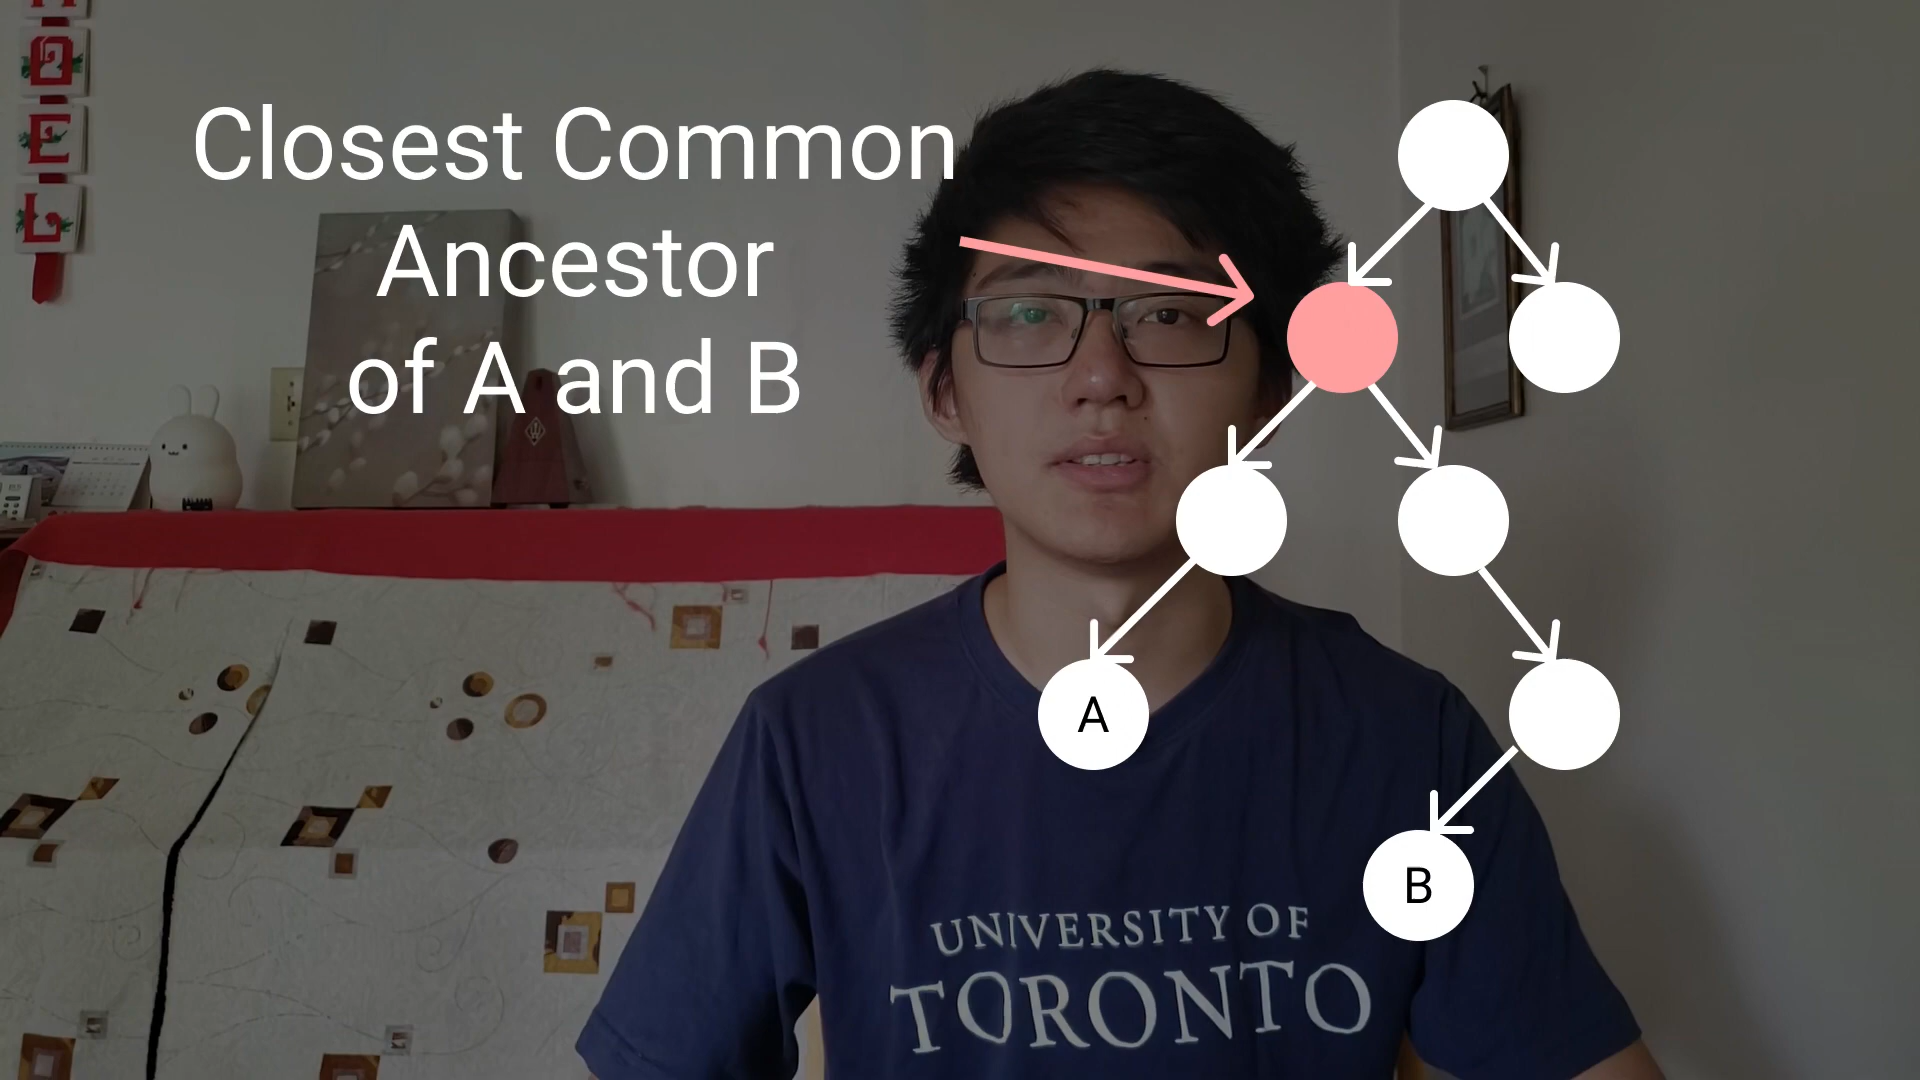 Closest Common
Ancestor
of A and B
A
B
UNIVERSITY OF
TORONTO
D
E
L